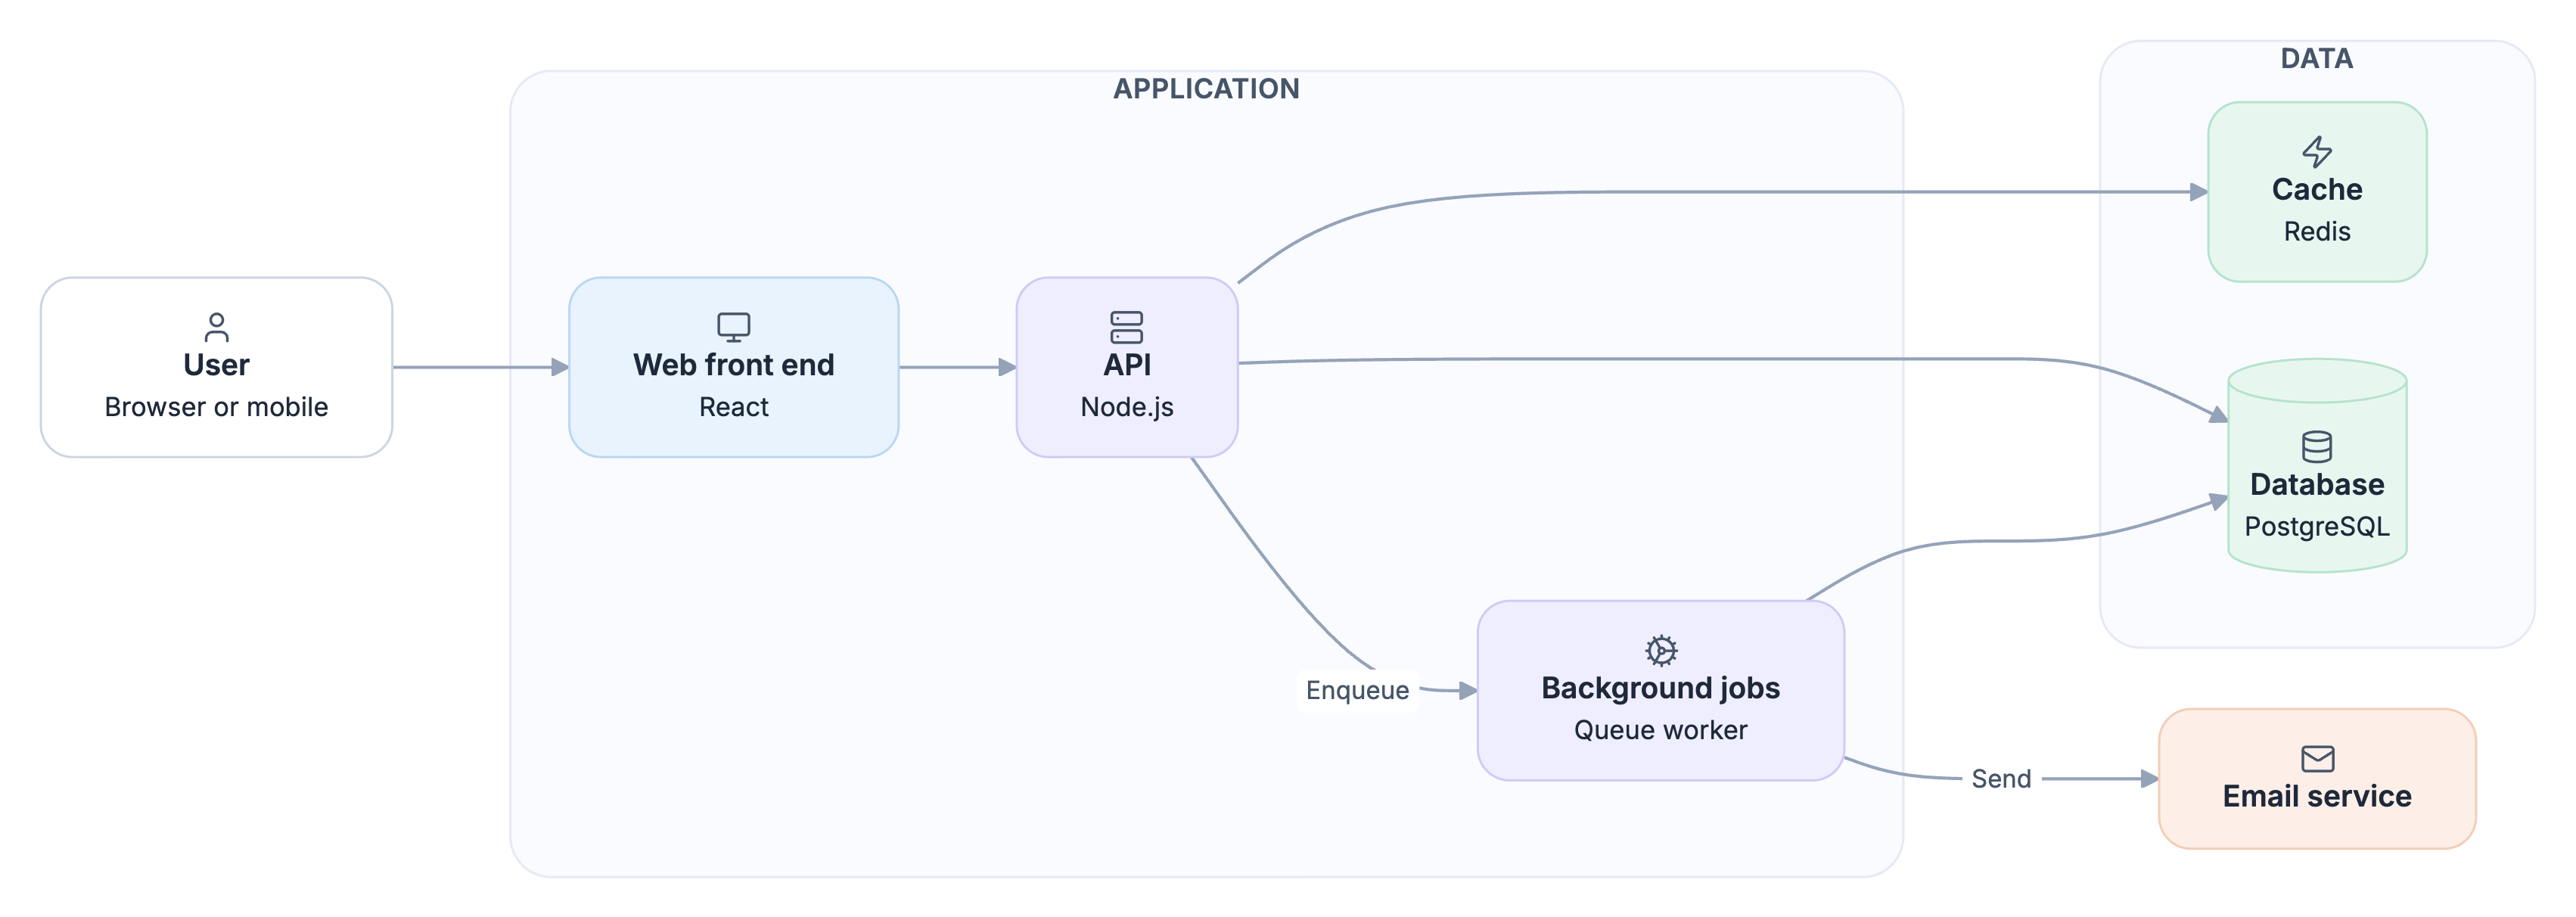 APPLICATION
DATA
User
Browser or mobile
Web front end
React
API
Node.js
Cache
Redis
Database
PostgreSQL
Enqueue
Background jobs
Queue worker
Send
Email service